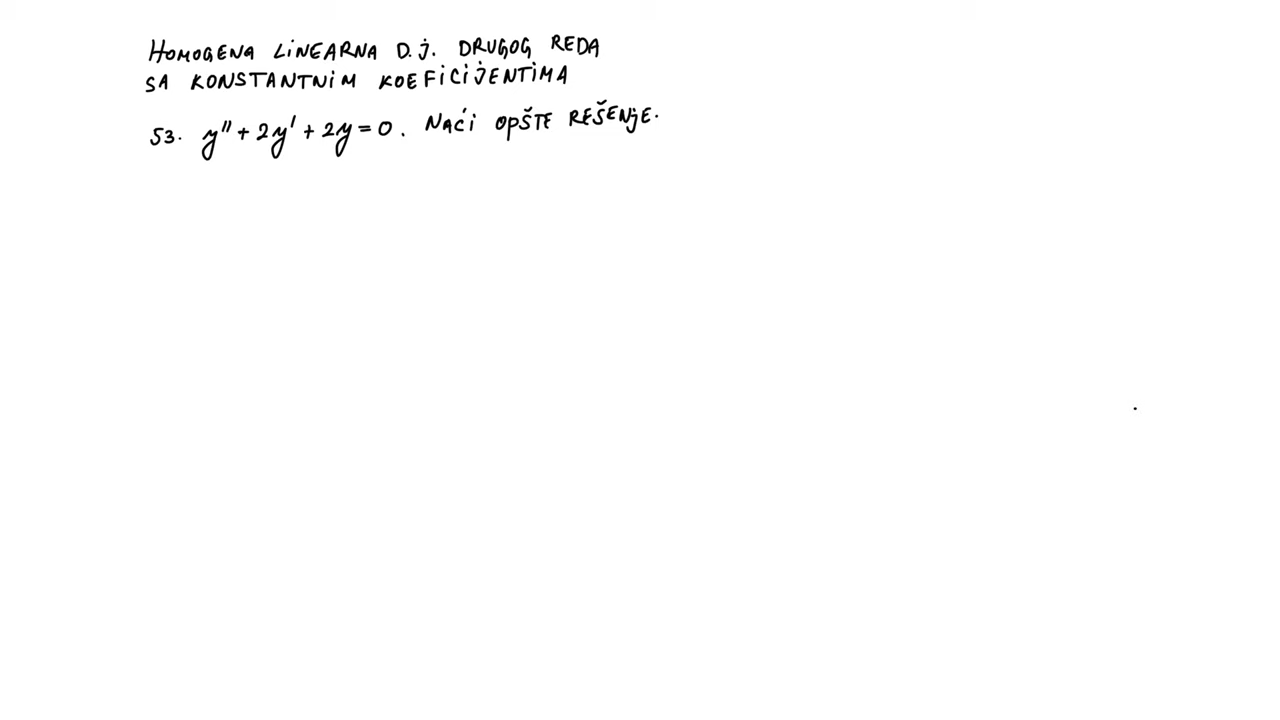 HOMOGENA LINEARNA D.J. DRUGOG REDA
SA KONSTANTNIM KOEFICIJENTIMA
53. y'' + 2y' + 2y = 0. NAĆI OPŠTE REŠENJE.